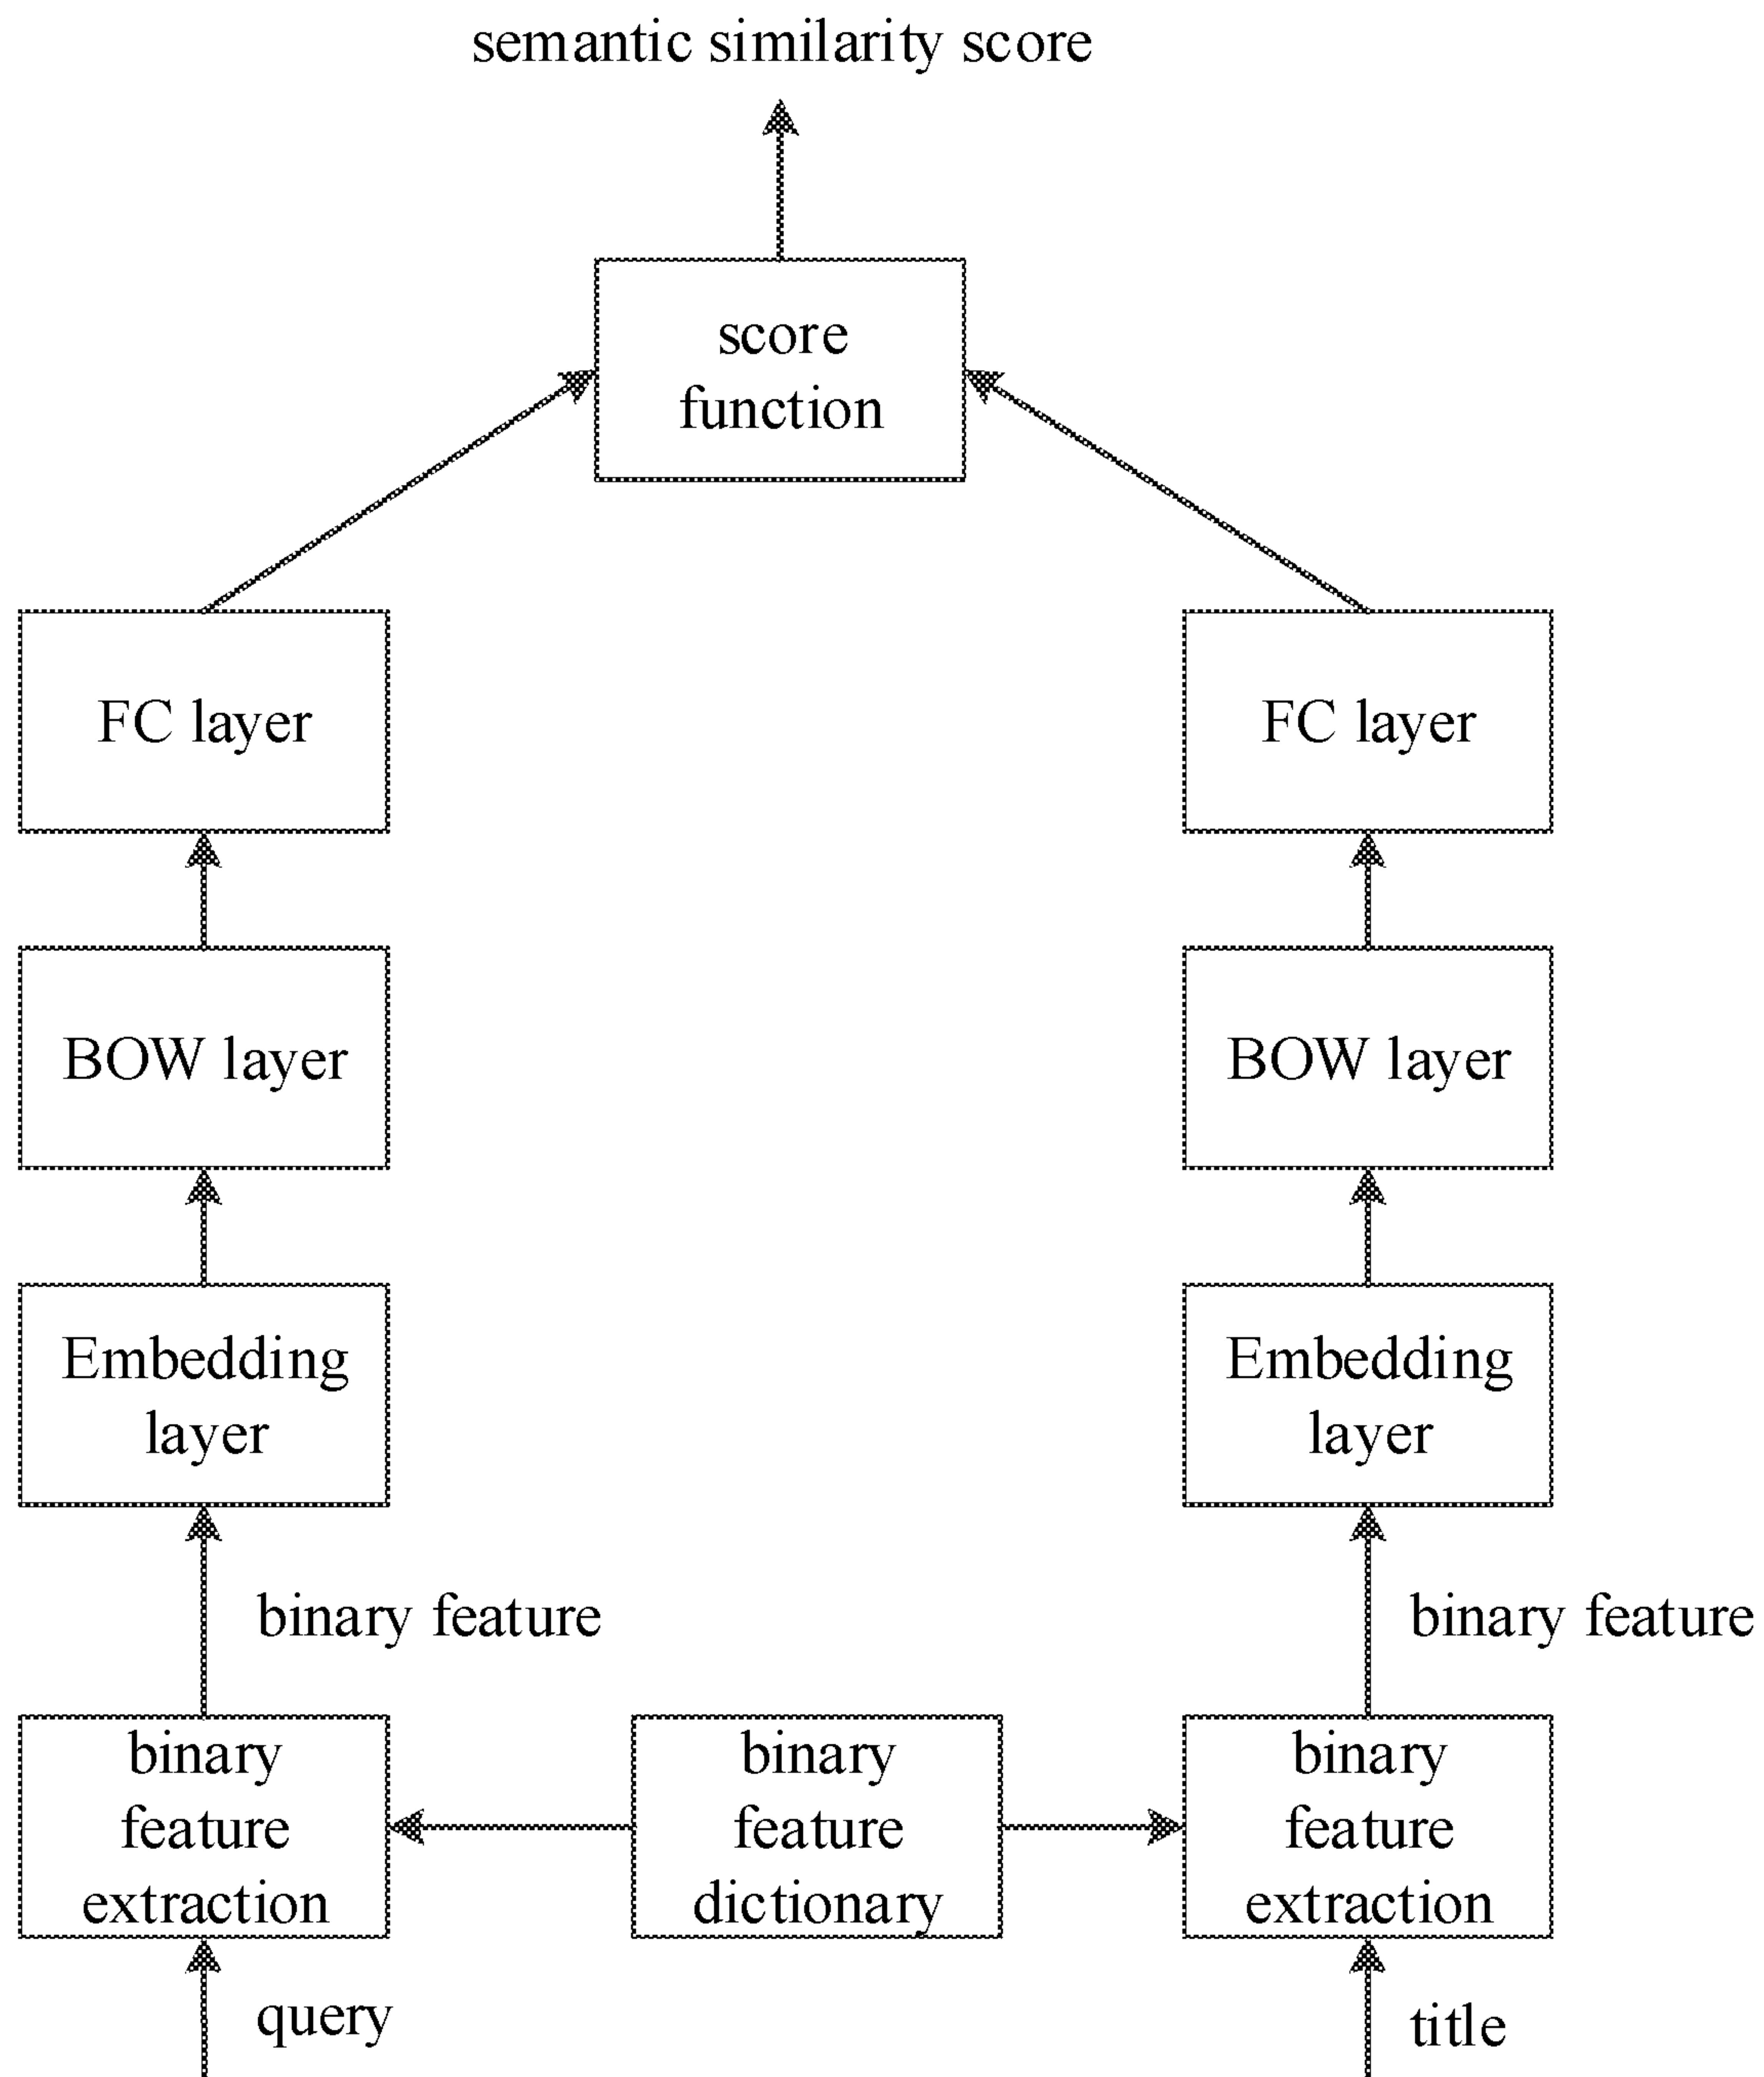 semantic similarity score
score
function
FC layer
FC layer
BOW layer
BOW layer
Embedding
layer
Embedding
layer
binary feature
binary feature
binary
feature
extraction
binary
feature
dictionary
binary
feature
extraction
query
title